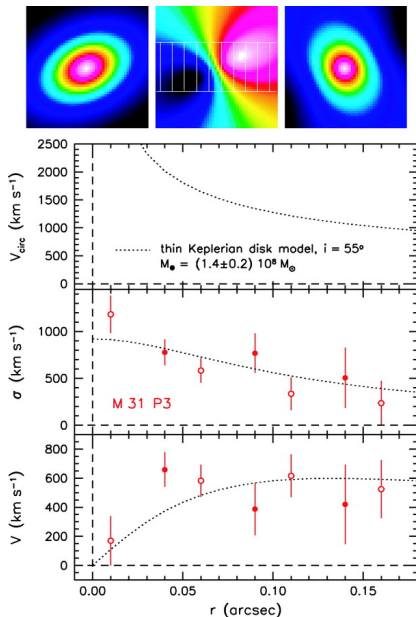 2500
2000
1500
1000
500
0
V_circ (km s⁻¹)
thin Keplerian disk model, i = 55°
M_● = (1.4±0.2) 10⁸ M_⊙
1000
500
0
σ (km s⁻¹)
M 31 P3
800
600
400
200
0
V (km s⁻¹)
0.00 0.05 0.10 0.15
r (arcsec)